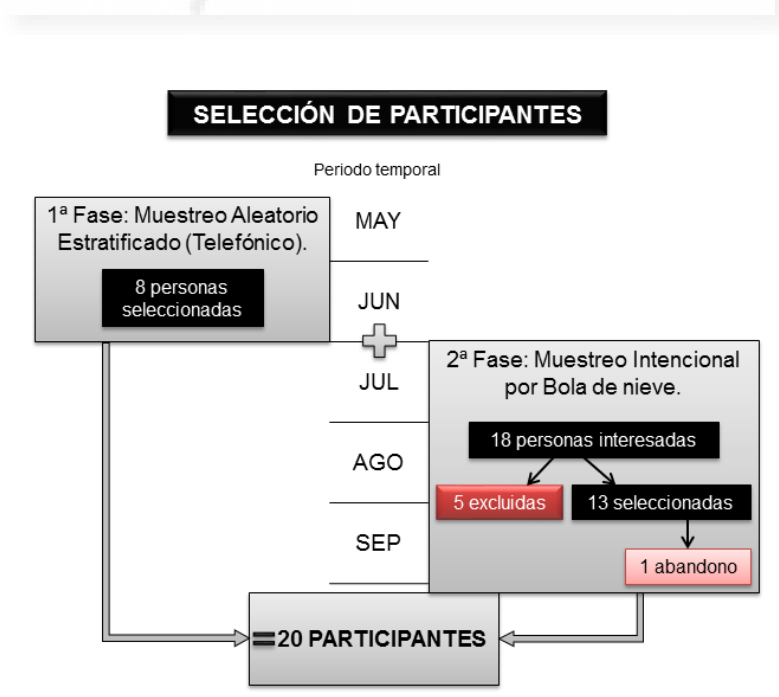 SELECCIÓN DE PARTICIPANTES
Periodo temporal
1ª Fase: Muestreo Aleatorio
Estratificado (Telefónico).
8 personas
seleccionadas
MAY
JUN
JUL
AGO
SEP
2ª Fase: Muestreo Intencional
por Bola de nieve.
18 personas interesadas
5 excluidas
13 seleccionadas
1 abandono
=20 PARTICIPANTES